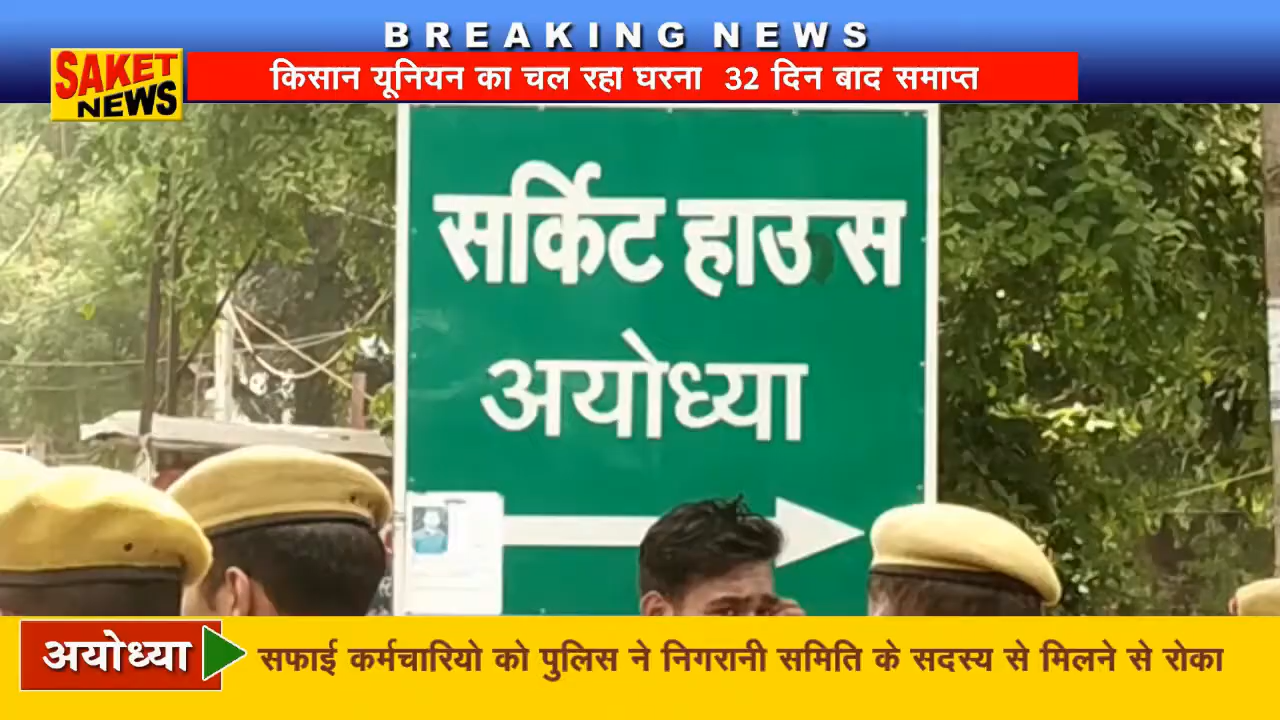 BREAKING NEWS
SAKET
NEWS
किसान यूनियन का चल रहा घरना 32 दिन बाद समाप्त
सर्किट हाउस
अयोध्या
अयोध्या
सफाई कर्मचारियो को पुलिस ने निगरानी समिति के सदस्य से मिलने से रोका